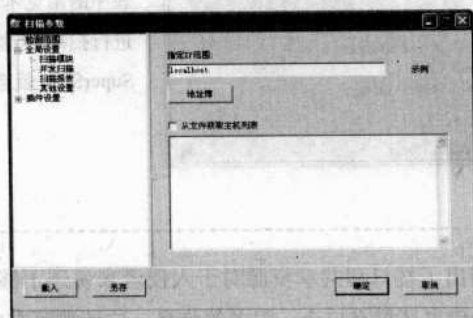 扫描参数
检测范围
全局设置
扫描模块
并发扫描
扫描报告
其他设置
插件设置
指定IP范围:
localhost
示例
地址簿
从文件获取主机列表
载入
另存
确定
取消
Super